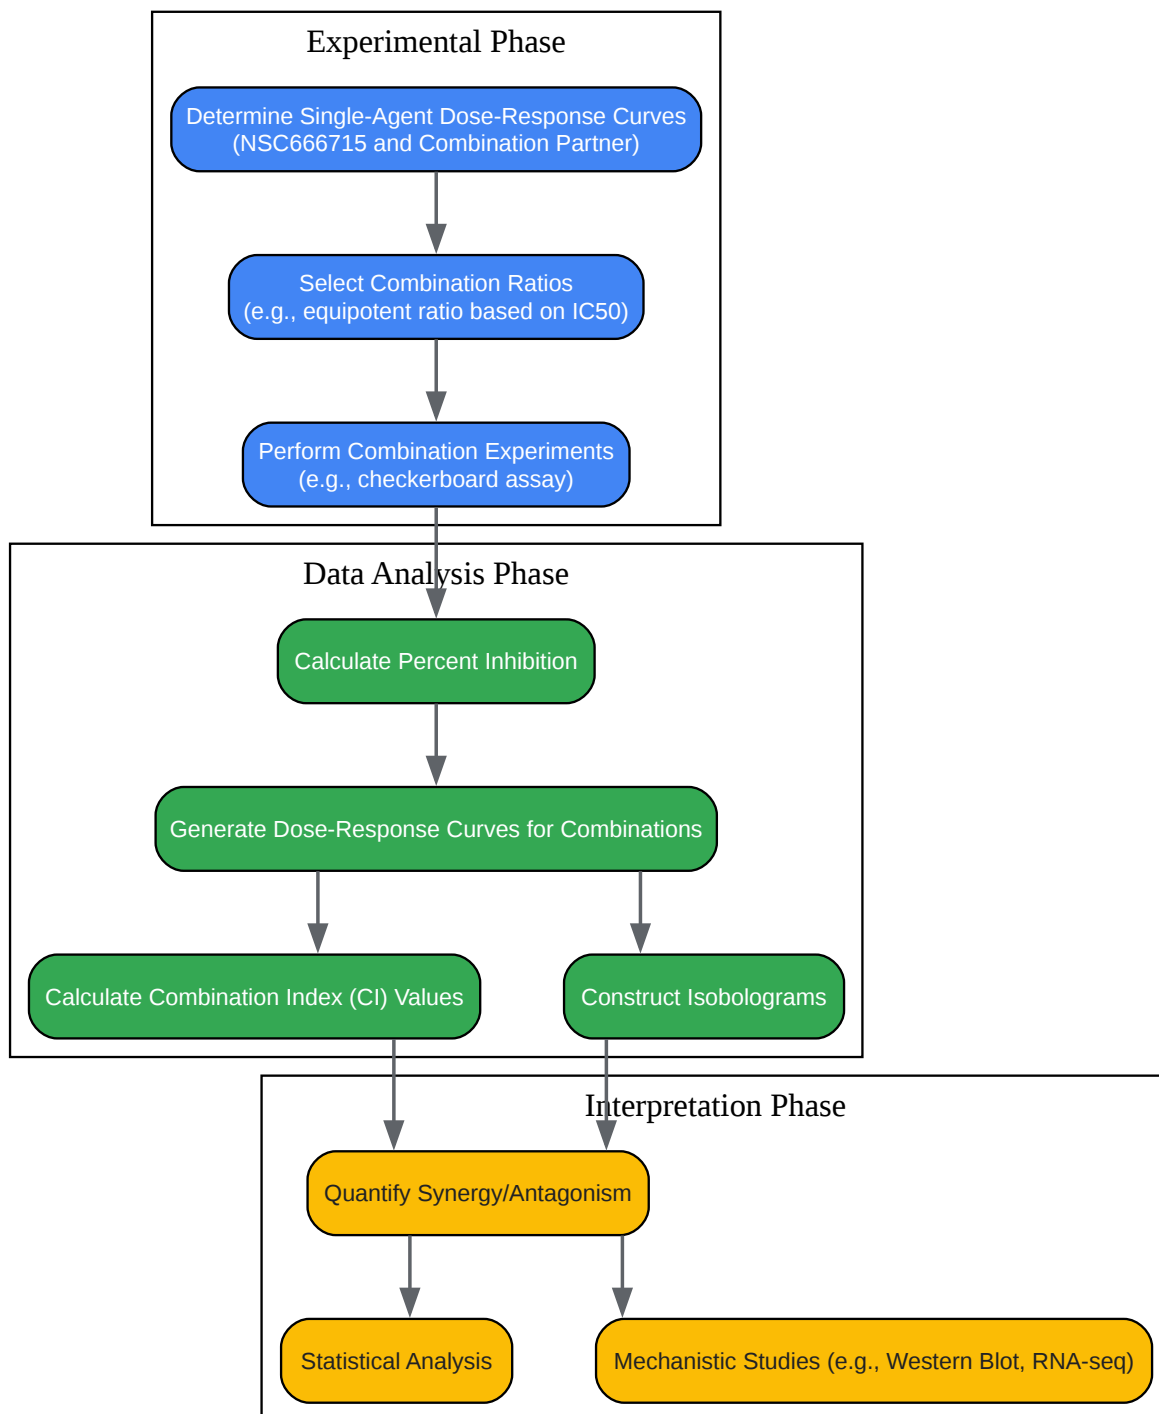 Experimental Phase
Determine Single-Agent Dose-Response Curves
(NSC666715 and Combination Partner)
Select Combination Ratios
(e.g., equipotent ratio based on IC50)
Perform Combination Experiments
(e.g., checkerboard assay)
Data Analysis Phase
Calculate Percent Inhibition
Generate Dose-Response Curves for Combinations
Calculate Combination Index (CI) Values
Construct Isobolograms
Interpretation Phase
Quantify Synergy/Antagonism
Statistical Analysis
Mechanistic Studies (e.g., Western Blot, RNA-seq)